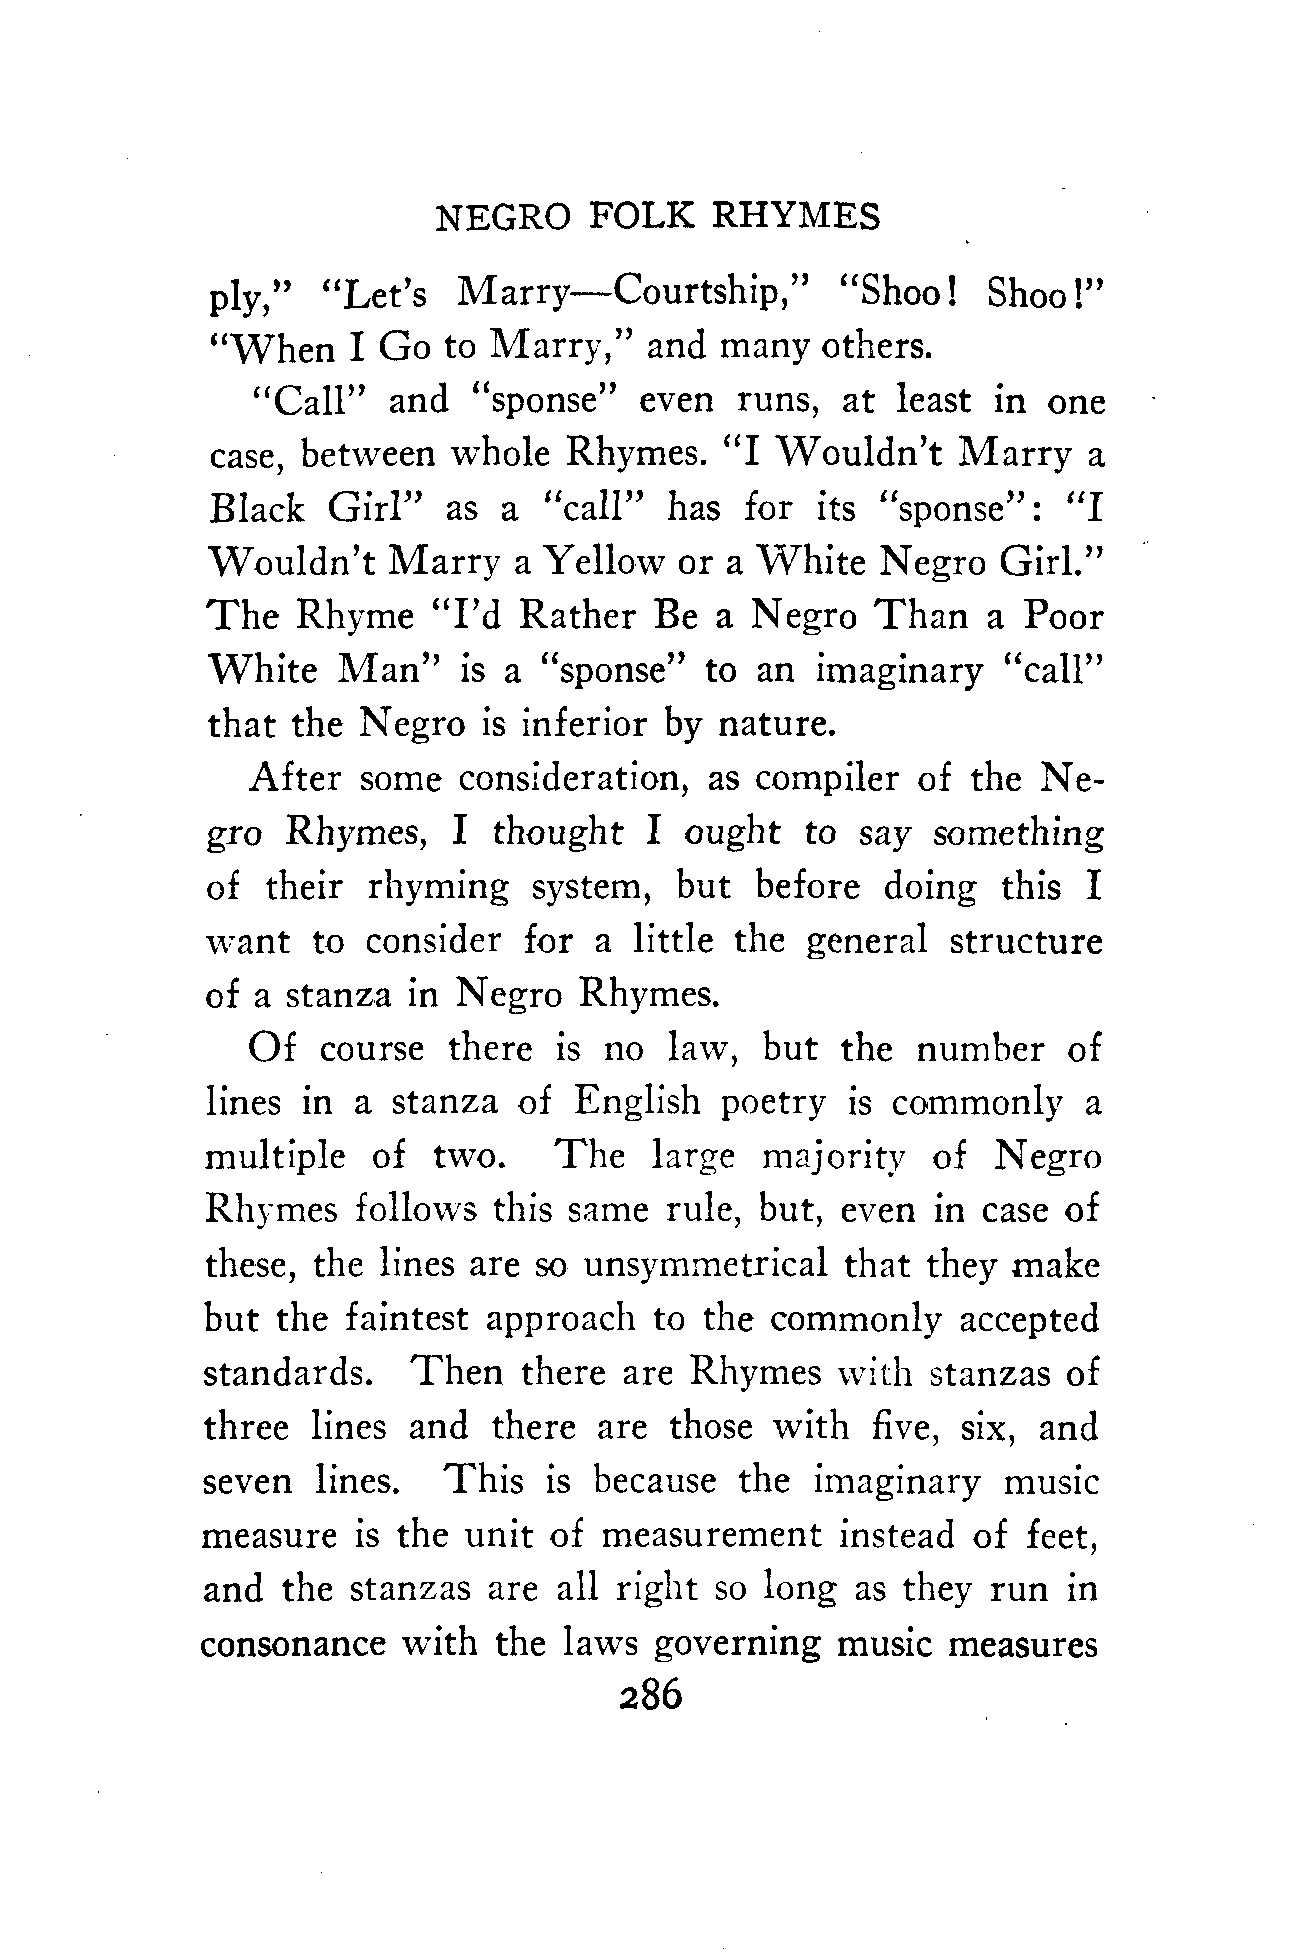 NEGRO FOLK RHYMES
ply," "Let's Marry—Courtship," "Shoo! Shoo!"
"When I Go to Marry," and many others.
"Call" and "sponse" even runs, at least in one
case, between whole Rhymes. "I Wouldn't Marry a
Black Girl" as a "call" has for its "sponse": "I
Wouldn't Marry a Yellow or a White Negro Girl."
The Rhyme "I'd Rather Be a Negro Than a Poor
White Man" is a "sponse" to an imaginary "call"
that the Negro is inferior by nature.
After some consideration, as compiler of the Ne-
gro Rhymes, I thought I ought to say something
of their rhyming system, but before doing this I
want to consider for a little the general structure
of a stanza in Negro Rhymes.
Of course there is no law, but the number of
lines in a stanza of English poetry is commonly a
multiple of two. The large majority of Negro
Rhymes follows this same rule, but, even in case of
these, the lines are so unsymmetrical that they make
but the faintest approach to the commonly accepted
standards. Then there are Rhymes with stanzas of
three lines and there are those with five, six, and
seven lines. This is because the imaginary music
measure is the unit of measurement instead of feet,
and the stanzas are all right so long as they run in
consonance with the laws governing music measures
286